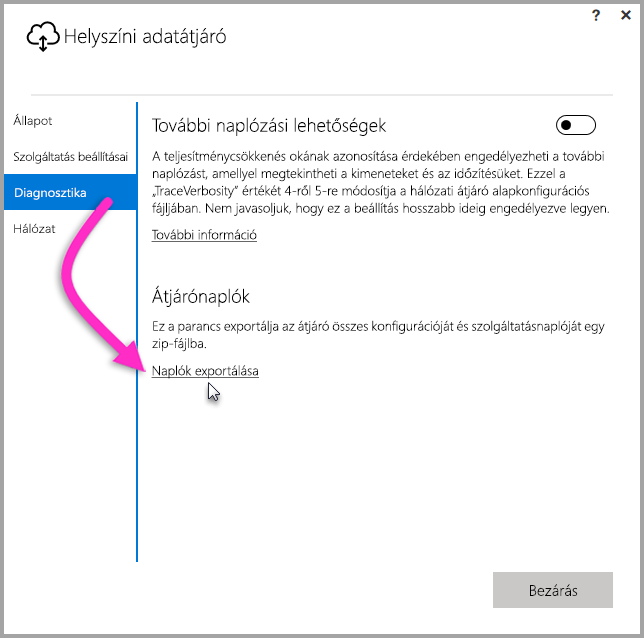 ? ✕
Helyszíni adatátjáró
Állapot
Szolgáltatás beállításai
Diagnosztika
Hálózat
További naplózási lehetőségek
A teljesítménycsökkenés okának azonosítása érdekében engedélyezheti a további
naplózást, amellyel megtekintheti a kimeneteket és az időzítésüket. Ezzel a
„TraceVerbosity” értékét 4-ről 5-re módosítja a hálózati átjáró alapkonfigurációs
fájljában. Nem javasoljuk, hogy ez a beállítás hosszabb ideig engedélyezve legyen.
További információ
Átjárónaplók
Ez a parancs exportálja az átjáró összes konfigurációját és szolgáltatásnaplóját egy
zip-fájlba.
Naplók exportálása
Bezárás